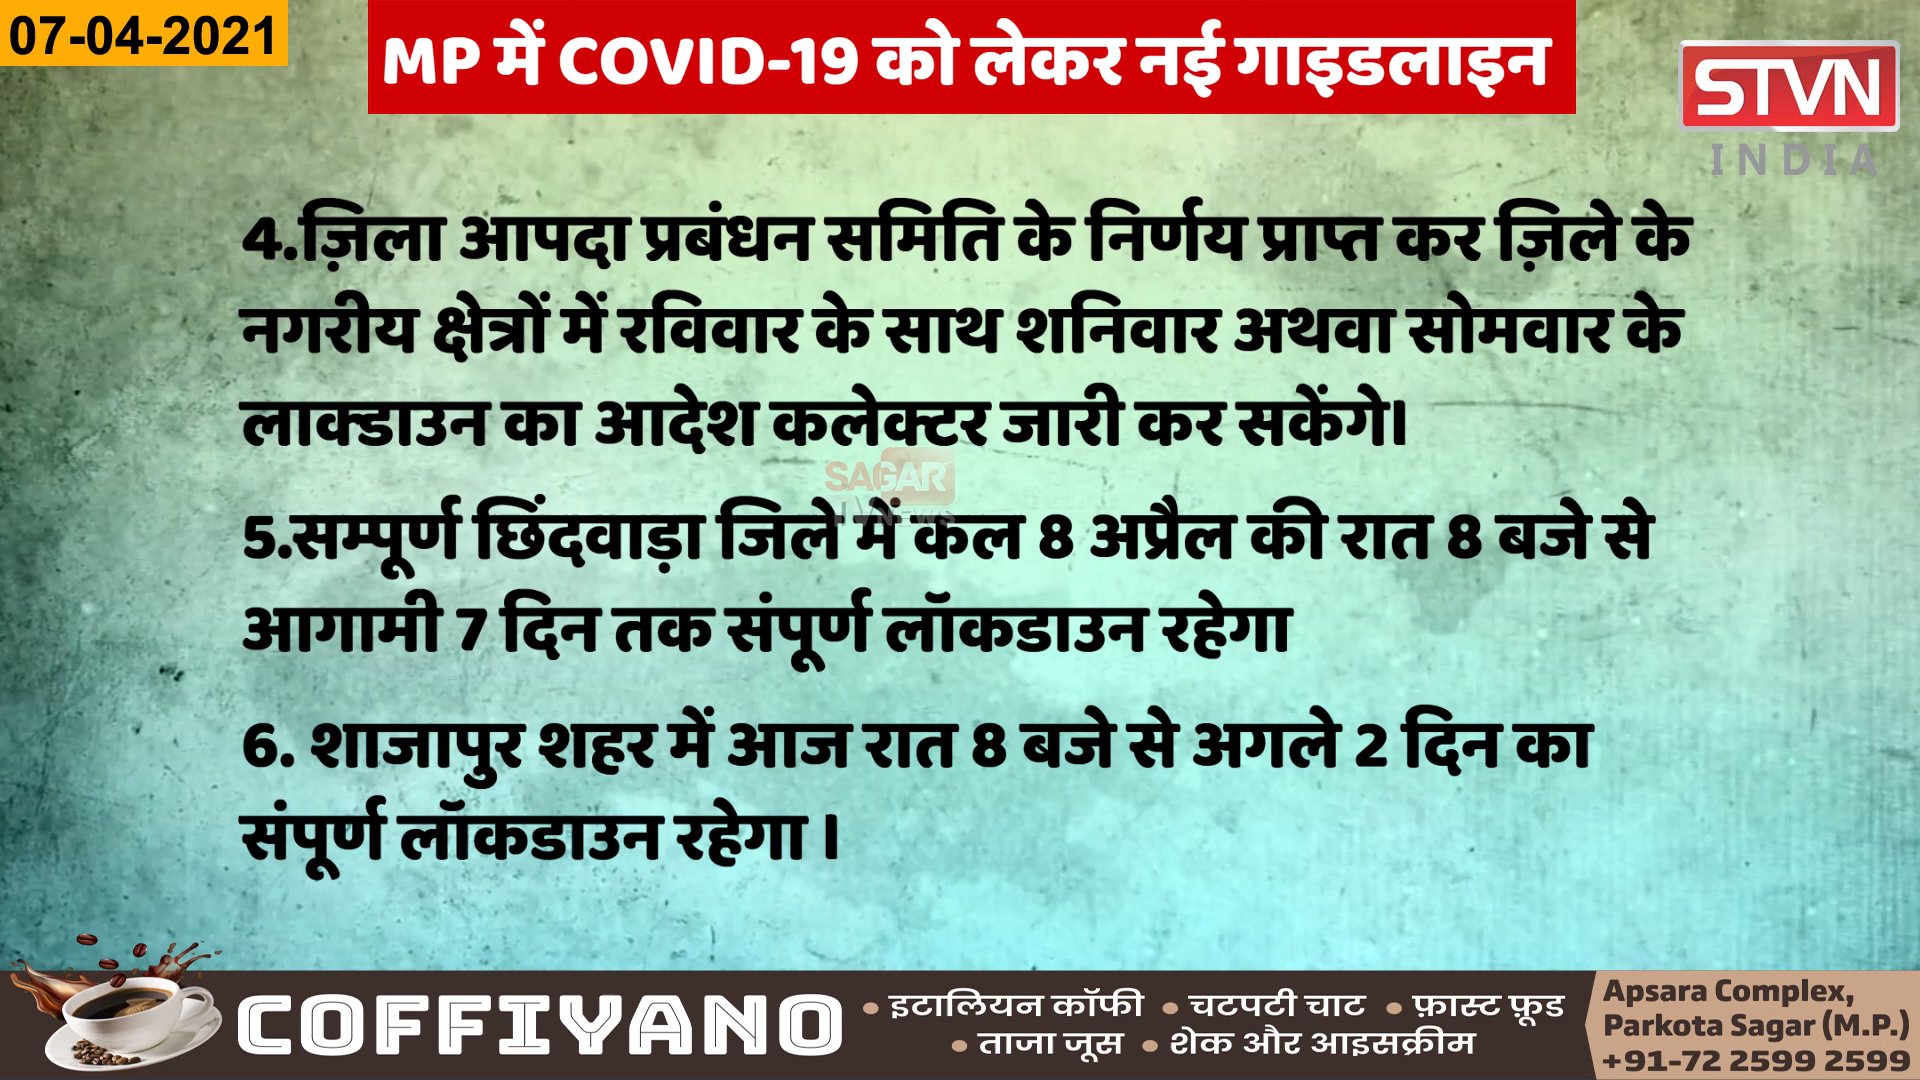 07-04-2021
MP में COVID-19 को लेकर नई गाइडलाइन
STVN
INDIA
4.ज़िला आपदा प्रबंधन समिति के निर्णय प्राप्त कर ज़िले के
नगरीय क्षेत्रों में रविवार के साथ शनिवार अथवा सोमवार के
लाक्डाउन का आदेश कलेक्टर जारी कर सकेंगे।
SAGAR
TV NEWS
5.सम्पूर्ण छिंदवाड़ा जिले में कल 8 अप्रैल की रात 8 बजे से
आगामी 7 दिन तक संपूर्ण लॉकडाउन रहेगा
6. शाजापुर शहर में आज रात 8 बजे से अगले 2 दिन का
संपूर्ण लॉकडाउन रहेगा ।
COFFIYANO
• इटालियन कॉफी • चटपटी चाट • फ़ास्ट फ़ूड
• ताजा जूस • शेक और आइसक्रीम
Apsara Complex,
Parkota Sagar (M.P.)
+91-72 2599 2599